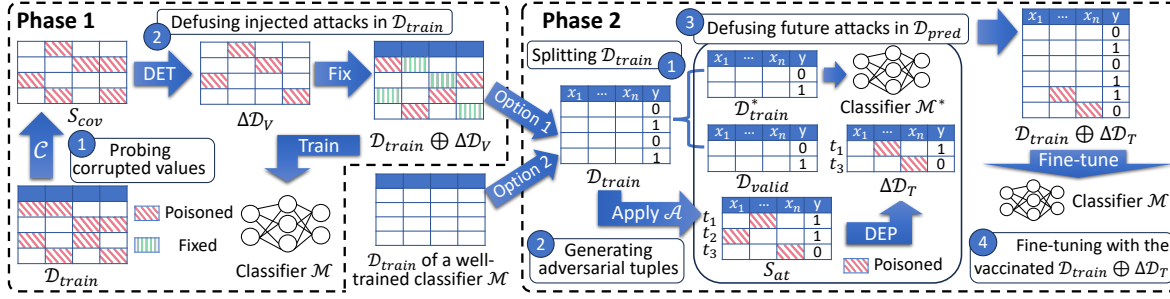 Phase 1
2
Defusing injected attacks in 𝒟train
DET
Fix
Scov
Δ𝒟V
𝒟train ⊕ Δ𝒟V
𝒞
1
Probing
corrupted values
Train
Poisoned
Fixed
𝒟train
Classifier ℳ
𝒟train of a well-
trained classifier ℳ
Option 1
Option 2
Phase 2
Splitting 𝒟train
1
x1 ... xn y
0
1
0
1
𝒟train
Apply 𝒜
2
Generating
adversarial tuples
3
Defusing future attacks in 𝒟pred
x1 ... xn y
0
1
𝒟*train
Classifier ℳ*
x1 ... xn y
0
1
𝒟valid
x1 ... xn y
t1 1
t3 0
Δ𝒟T
x1 ... xn y
t1 1
t2 1
t3 0
Sat
DEP
Poisoned
x1 ... xn y
0
1
0
1
1
0
𝒟train ⊕ Δ𝒟T
Fine-tune
Classifier ℳ
4
Fine-tuning with the
vaccinated 𝒟train ⊕ Δ𝒟T